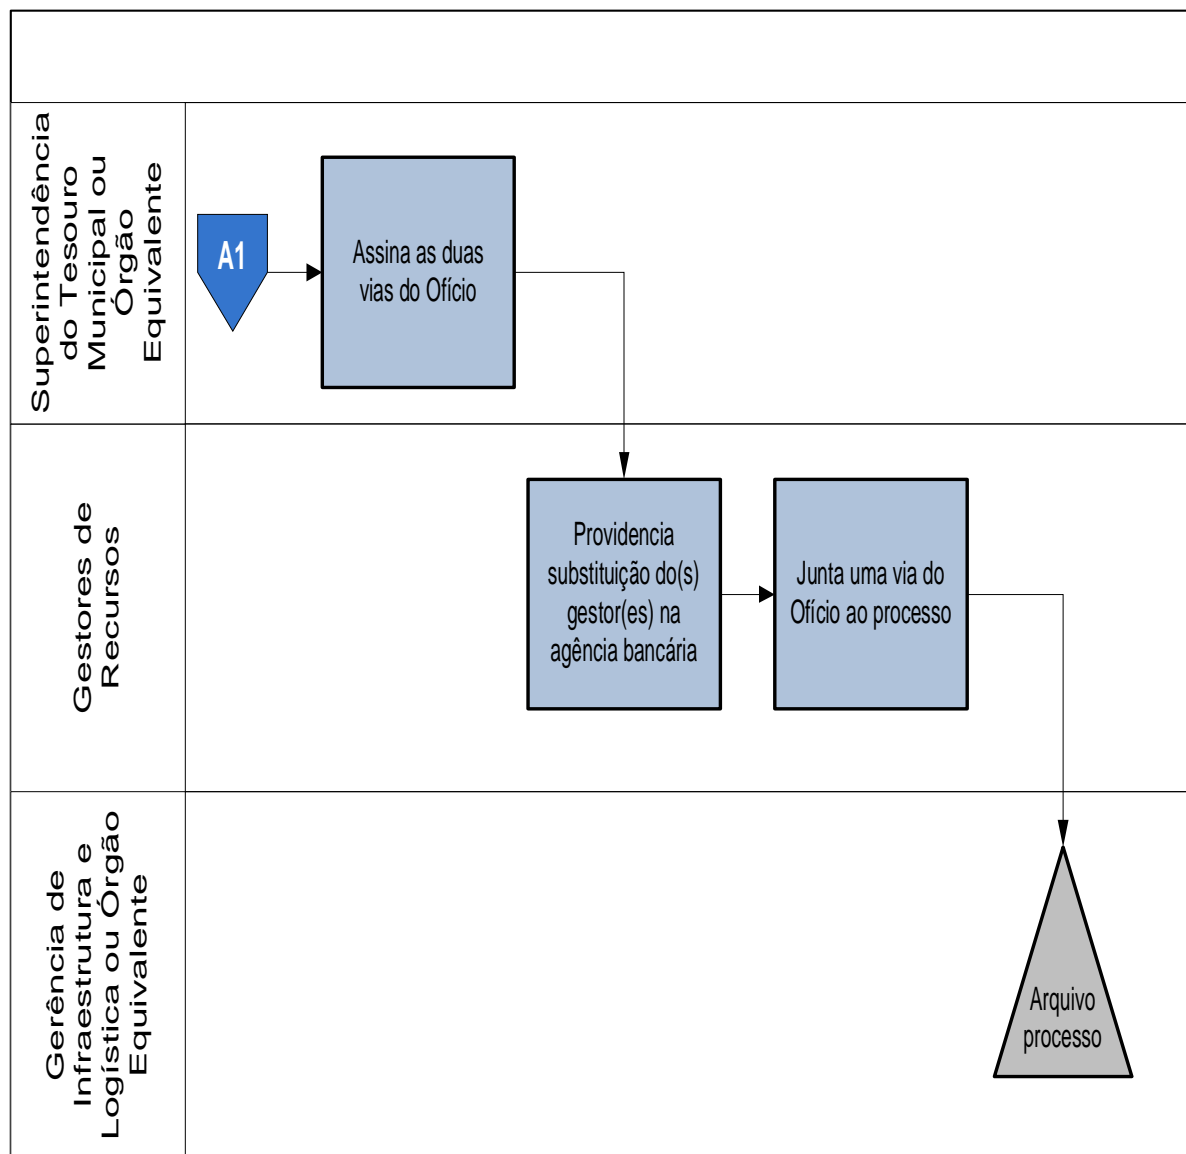 Superintendência
do Tesouro
Municipal ou
Órgão
Equivalente
A1
Assina as duas
vias do Ofício
Gestores de
Recursos
Providencia
substituição do(s)
gestor(es) na
agência bancária
Junta uma via do
Ofício ao processo
Gerência de
Infraestrutura e
Logística ou Órgão
Equivalente
Arquivo
processo